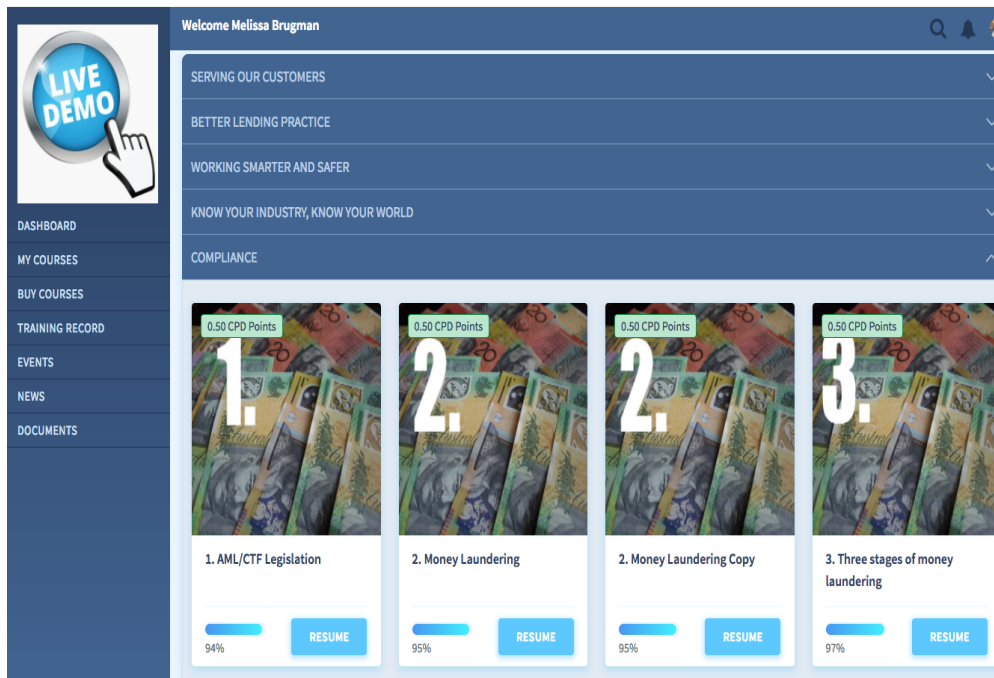 LIVE
DEMO
DASHBOARD
MY COURSES
BUY COURSES
TRAINING RECORD
EVENTS
NEWS
DOCUMENTS
Welcome Melissa Brugman
SERVING OUR CUSTOMERS
BETTER LENDING PRACTICE
WORKING SMARTER AND SAFER
KNOW YOUR INDUSTRY, KNOW YOUR WORLD
COMPLIANCE
0.50 CPD Points
1.
1. AML/CTF Legislation
94%
RESUME
0.50 CPD Points
2.
2. Money Laundering
95%
RESUME
0.50 CPD Points
2.
2. Money Laundering Copy
95%
RESUME
0.50 CPD Points
3.
3. Three stages of money
laundering
97%
RESUME